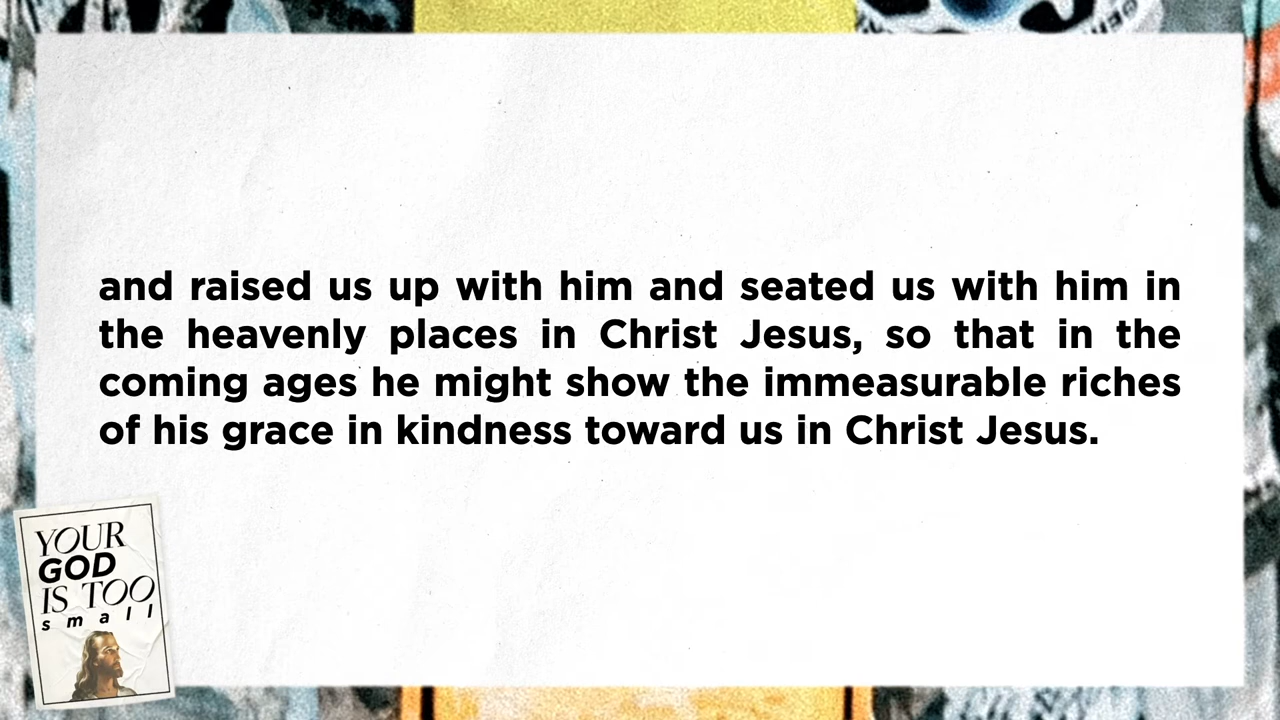 and raised us up with him and seated us with him in
the heavenly places in Christ Jesus, so that in the
coming ages he might show the immeasurable riches
of his grace in kindness toward us in Christ Jesus.
YOUR
GOD
IS TOO
small